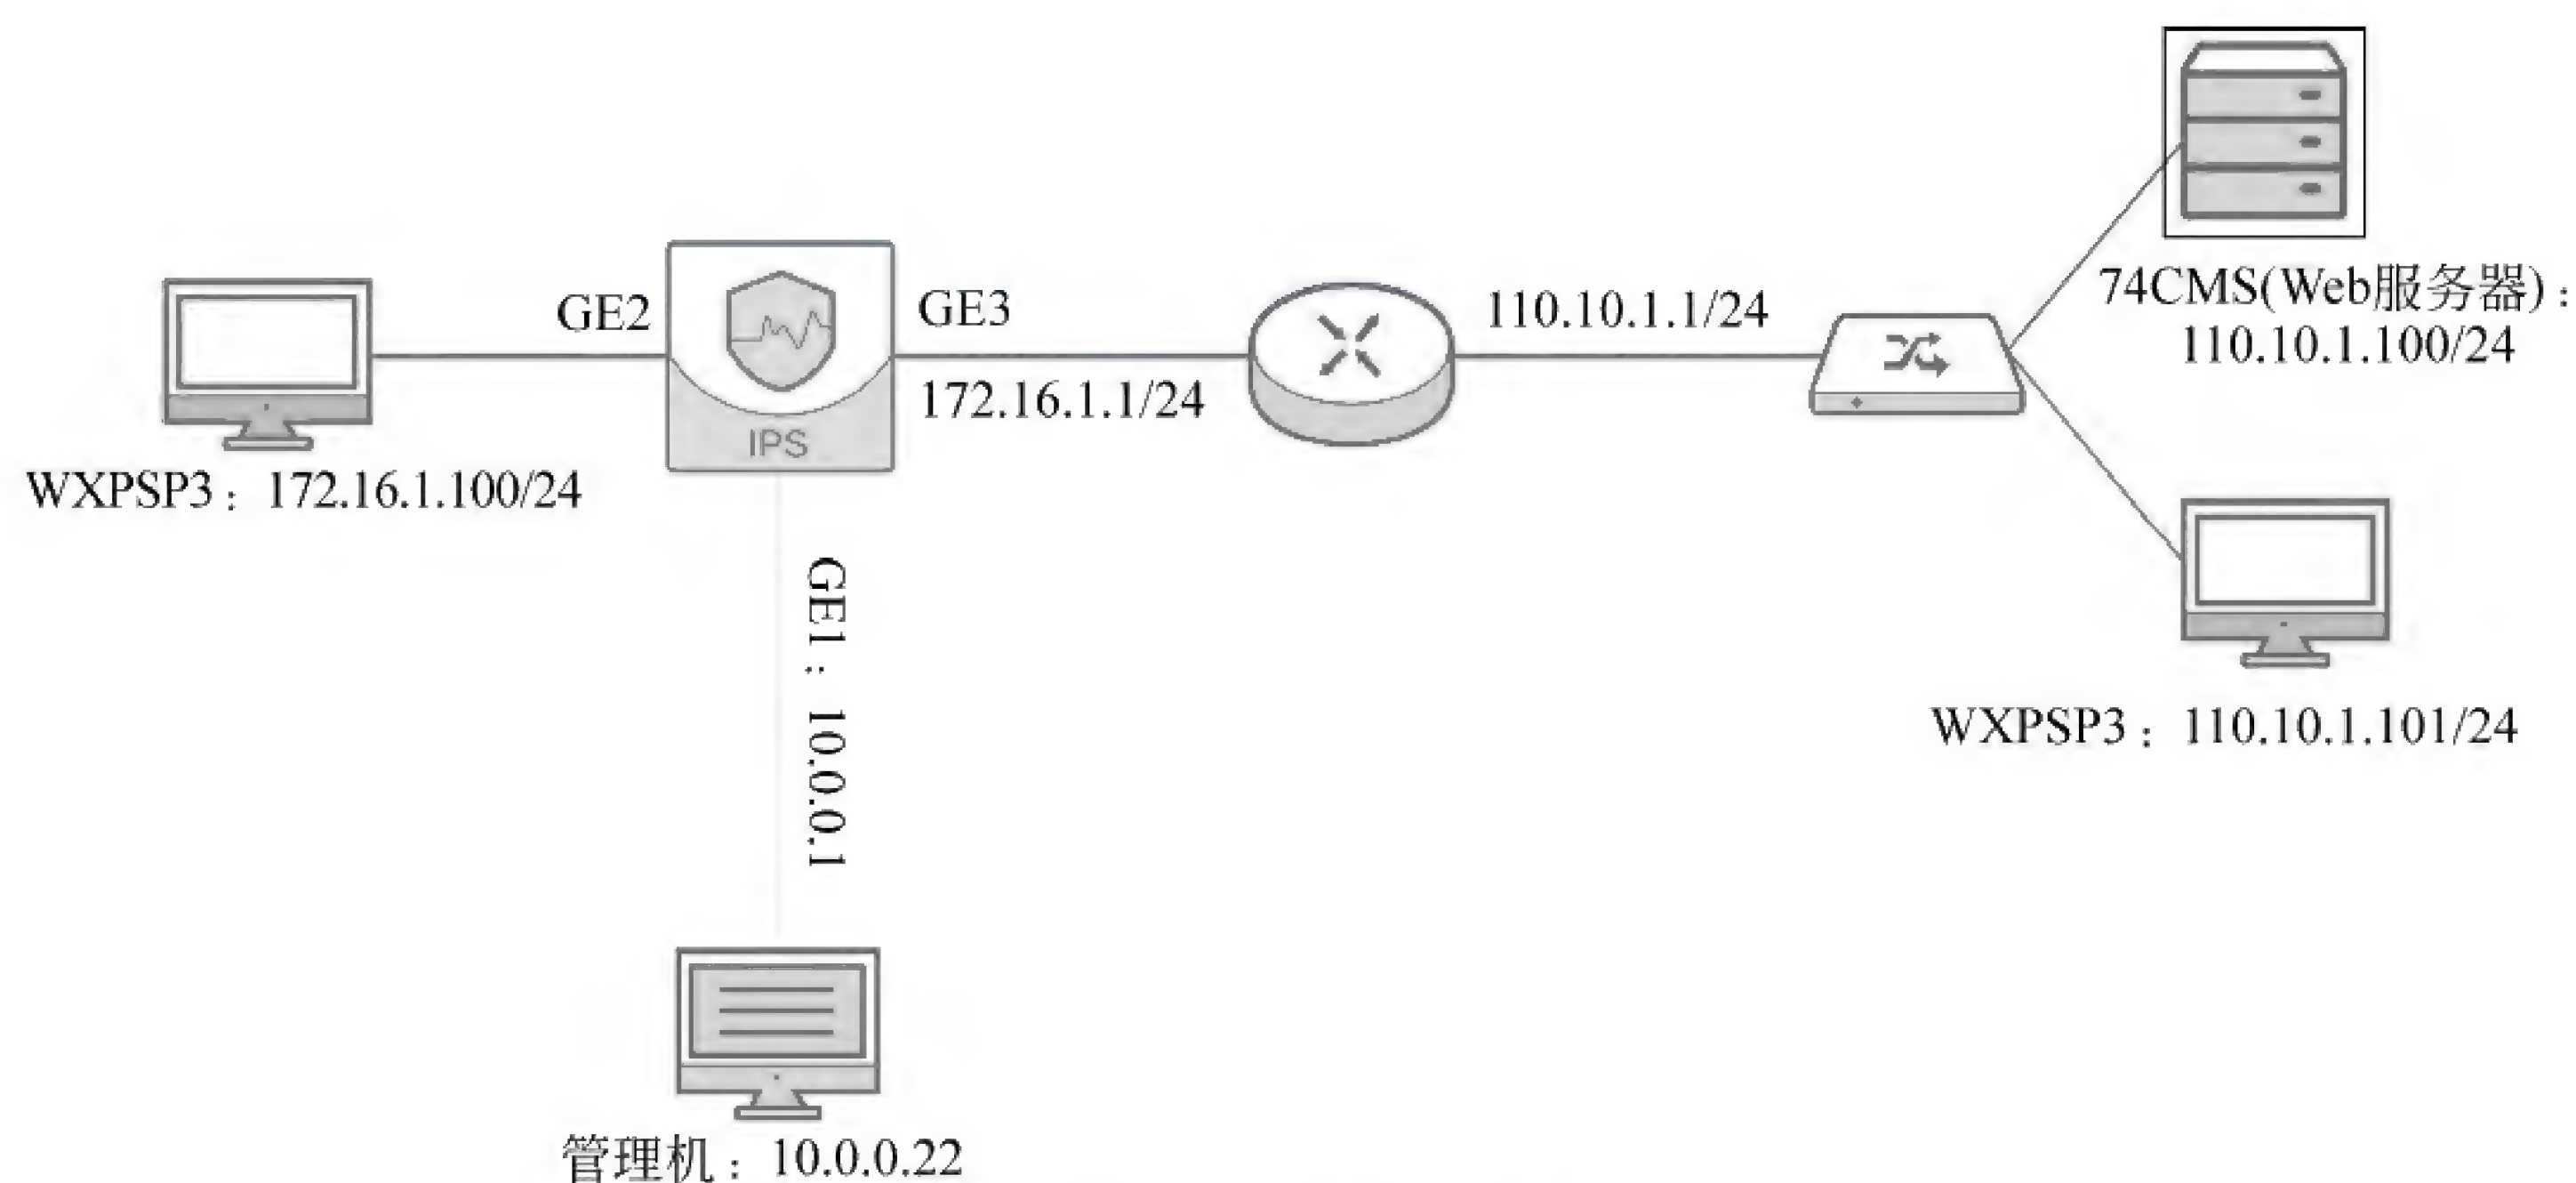 74CMS(Web服务器)：
110.10.1.100/24
GE2
GE3
110.10.1.1/24
172.16.1.1/24
IPS
WXPSP3：172.16.1.100/24
GE1：10.0.0.1
WXPSP3：110.10.1.101/24
管理机：10.0.0.22